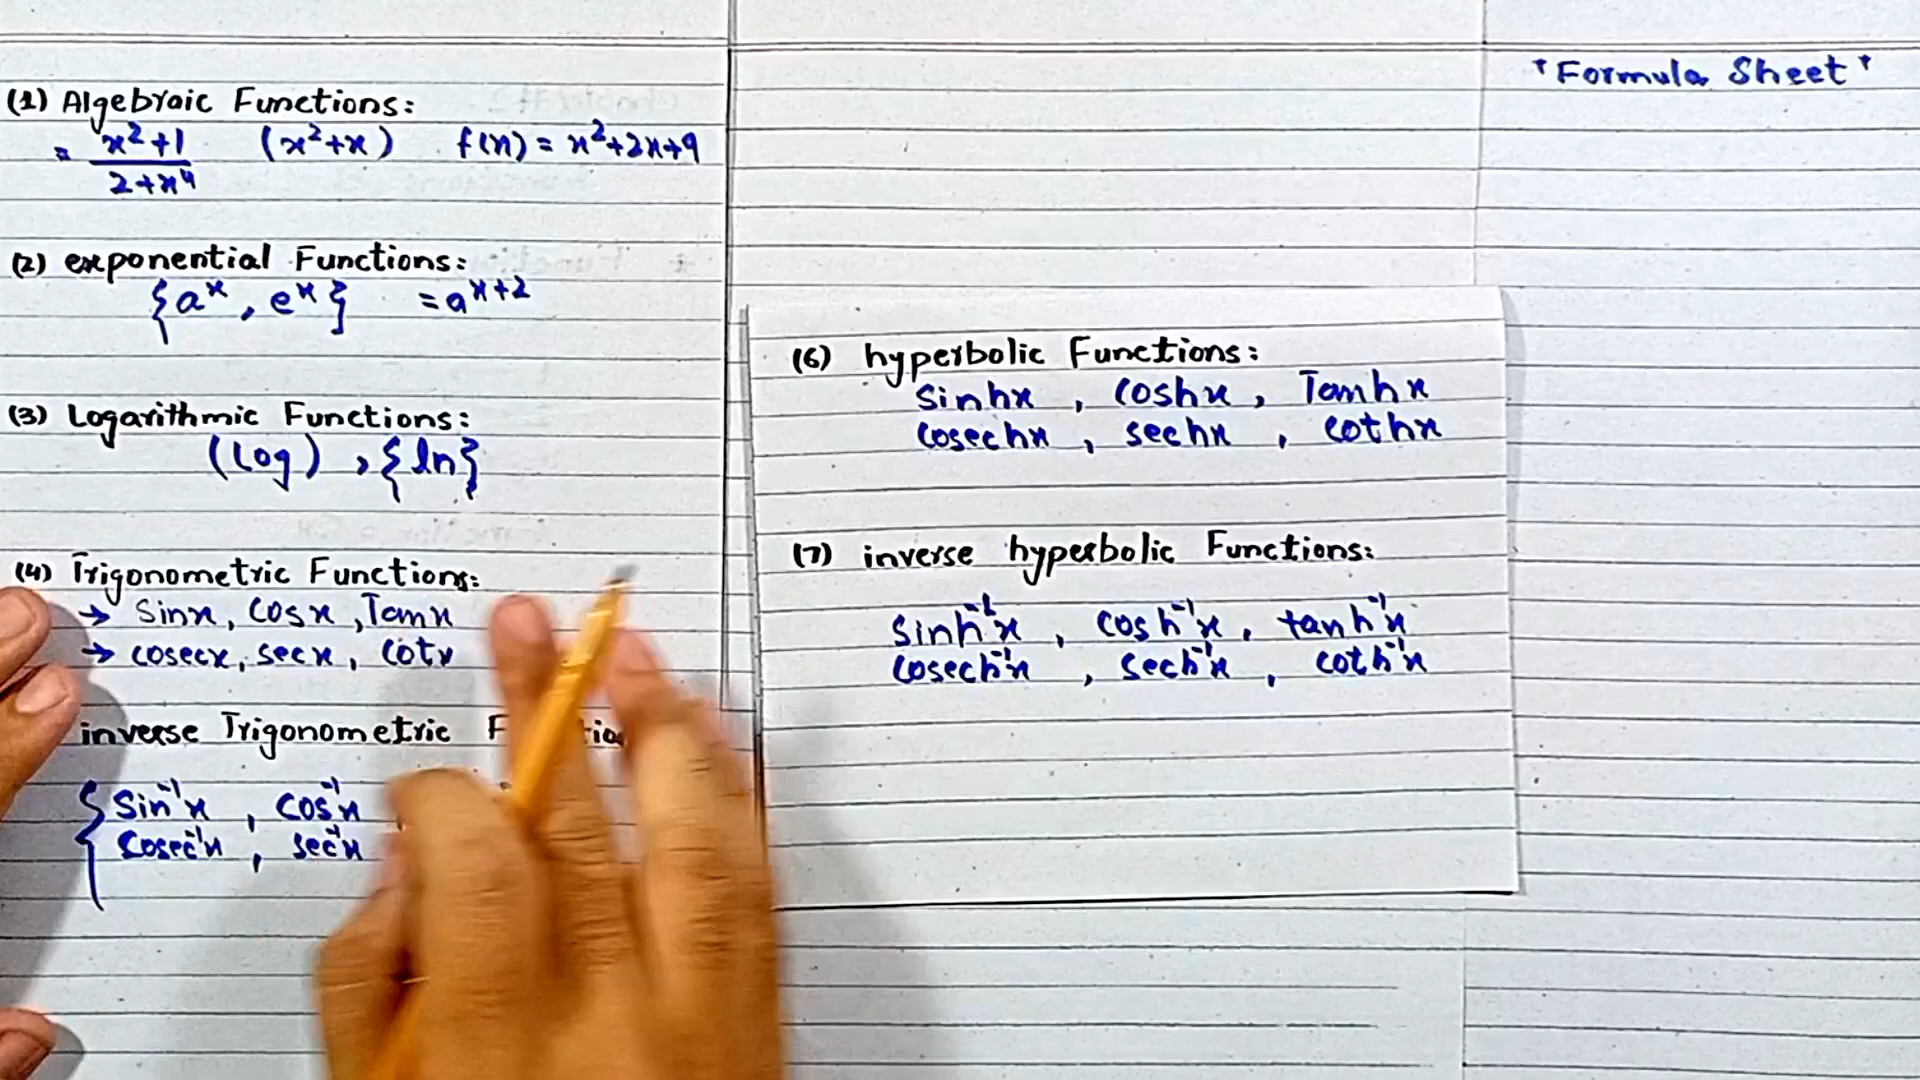 (1) Algebraic Functions:
= x²+1 / 2+x⁴ (x²+x) f(x) = x²+2x+9
(2) exponential Functions:
{aˣ, eˣ} = aˣ⁺²
(3) Logarithmic Functions:
(Log) , {ln}
(4) Trigonometric Functions:
→ Sinx, Cosx, Tanx
→ cosecx, secx, Cotx
inverse Trigonometric
{ Sin⁻¹x , Cos⁻¹x
Cosec⁻¹x , Sec⁻¹x
(6) hyperbolic Functions:
Sinhx , Coshx , Tanhx
Cosechx , Sechx , Cothx
(7) inverse hyperbolic Functions:
Sinh⁻¹x , Cosh⁻¹x , tanh⁻¹x
Cosech⁻¹x , Sech⁻¹x , coth⁻¹x
'Formula Sheet'